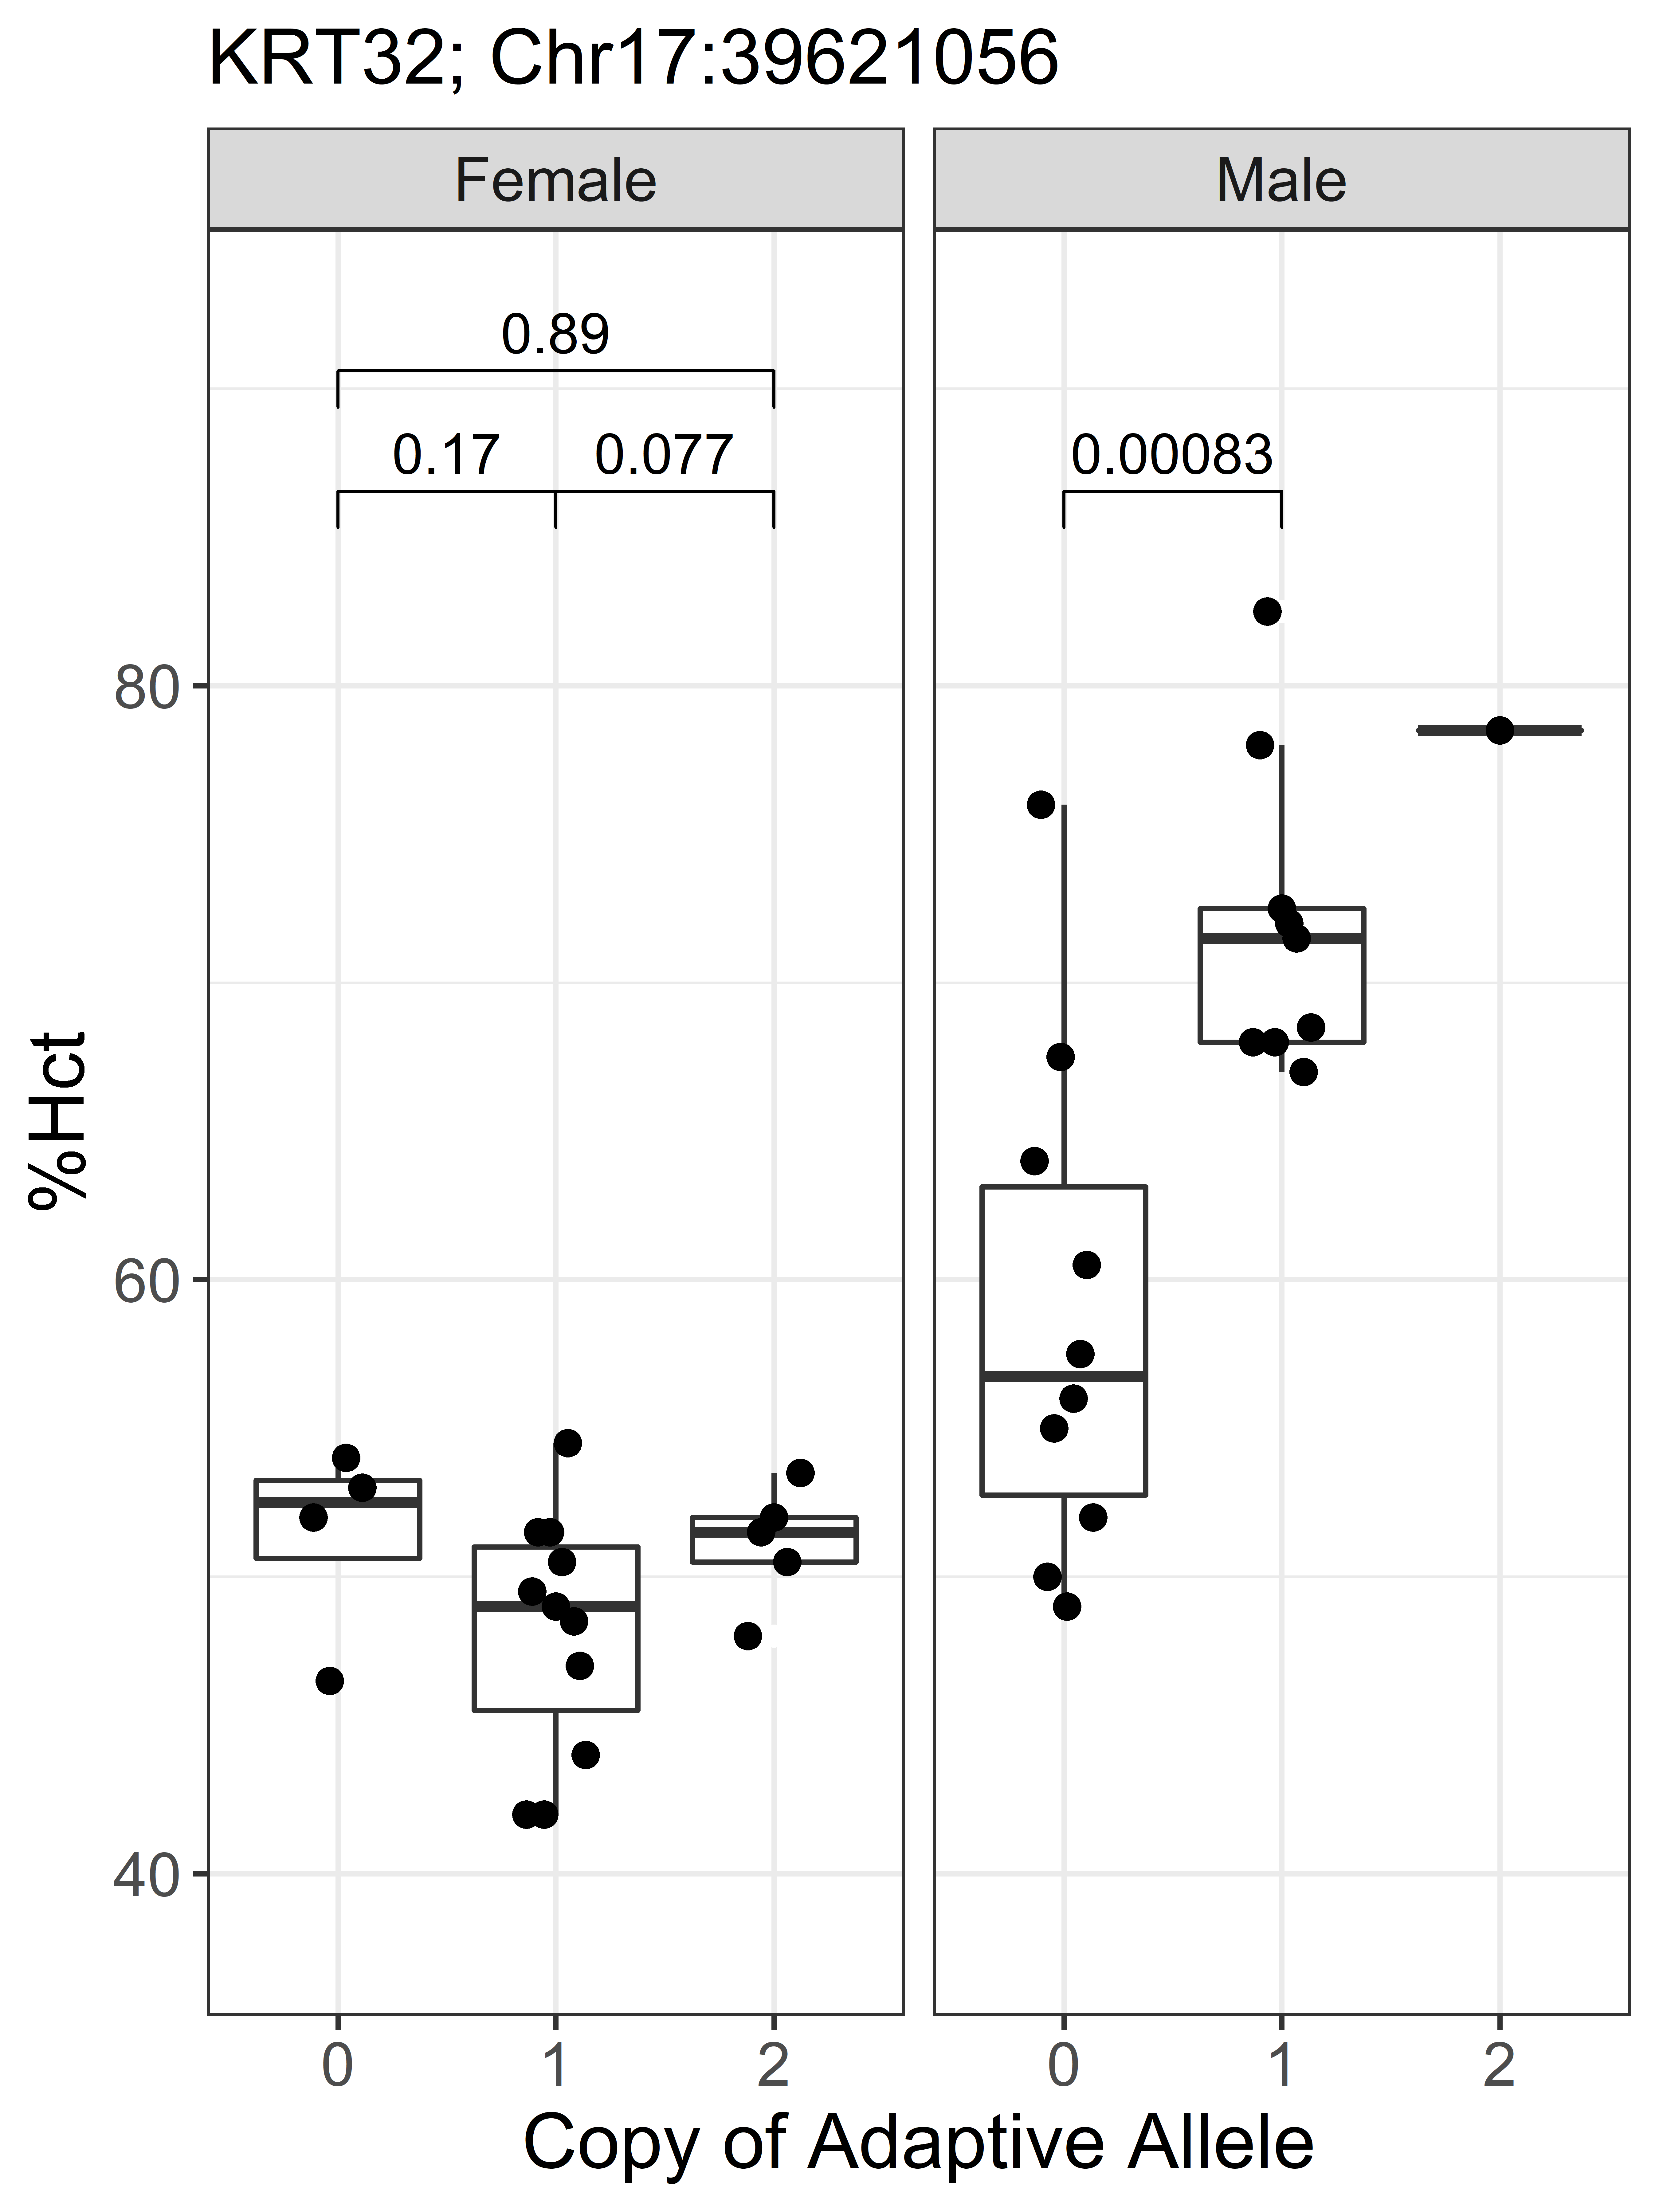 KRT32; Chr17:39621056
Female
Male
0.89
0.17
0.077
0.00083
80
60
40
%Hct
0 1 2
0 1 2
Copy of Adaptive Allele